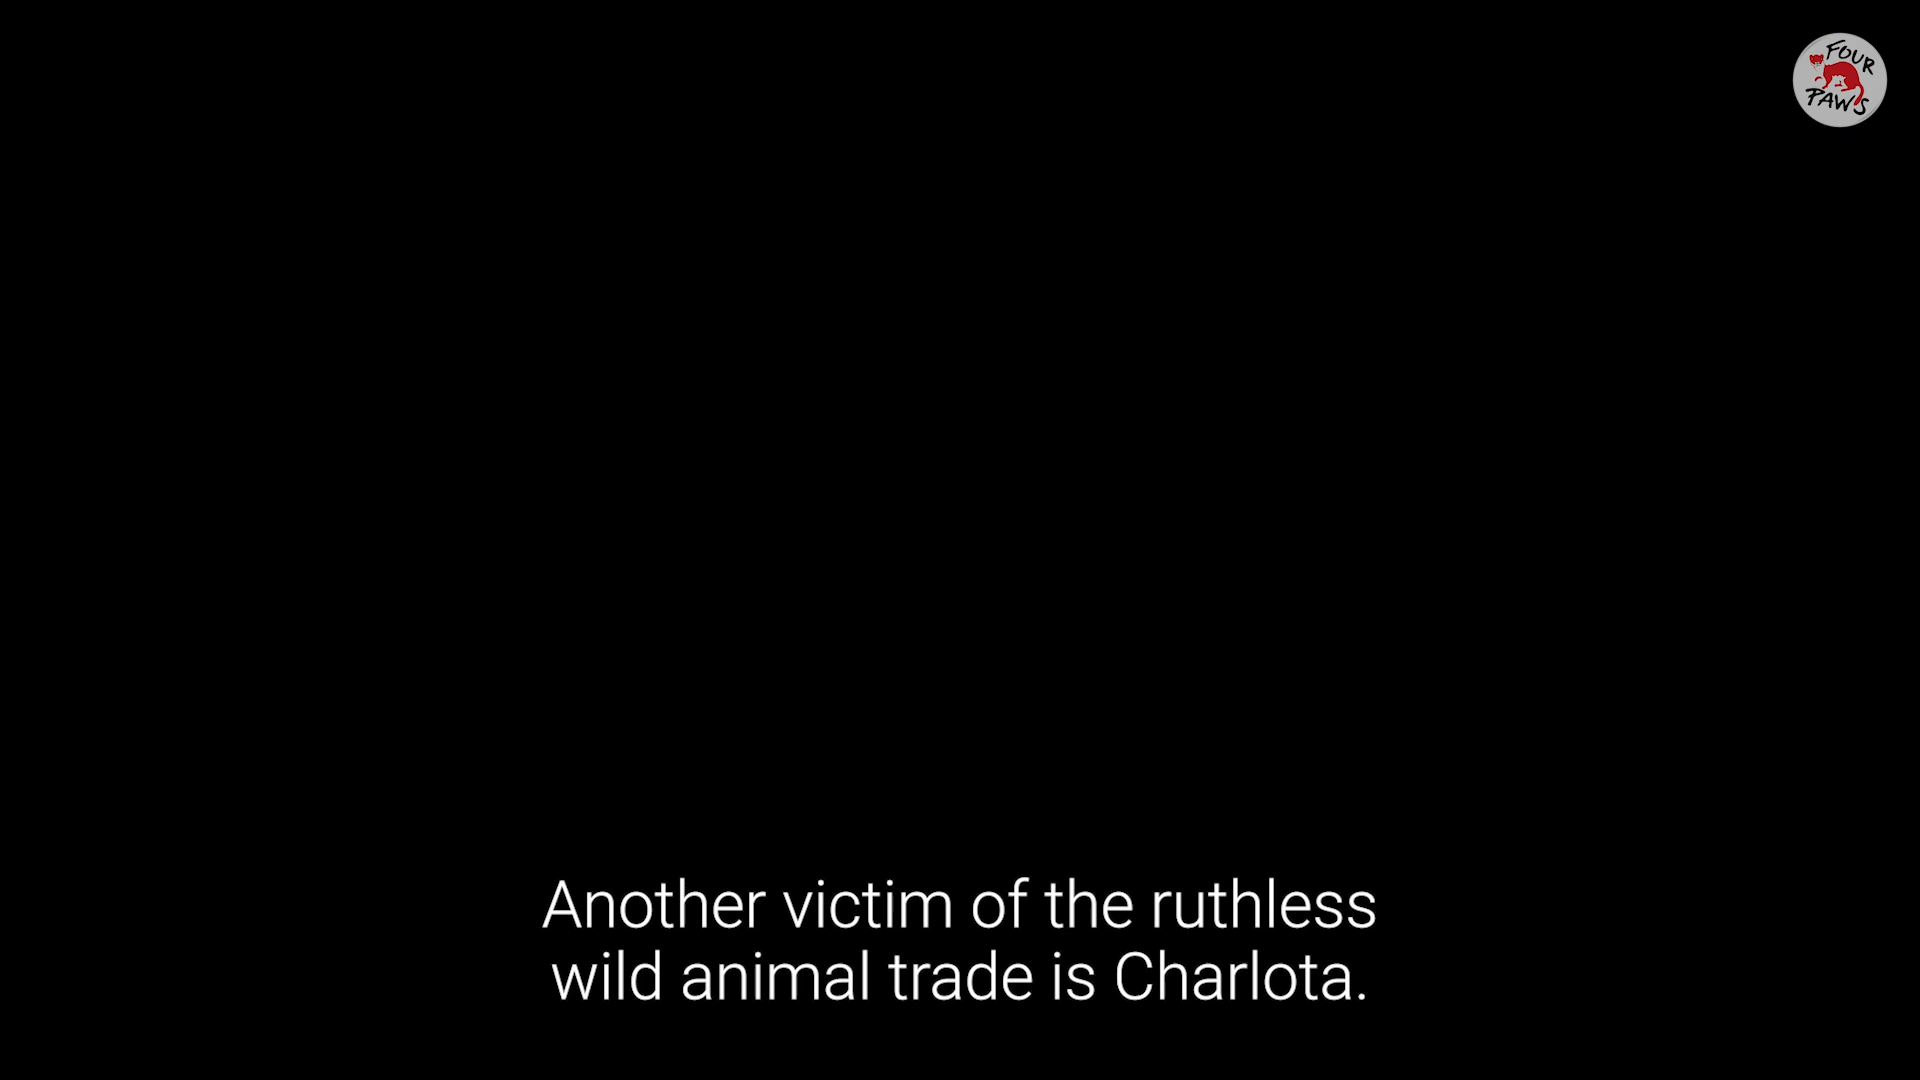 FOUR
PAWS
Another victim of the ruthless
wild animal trade is Charlota.